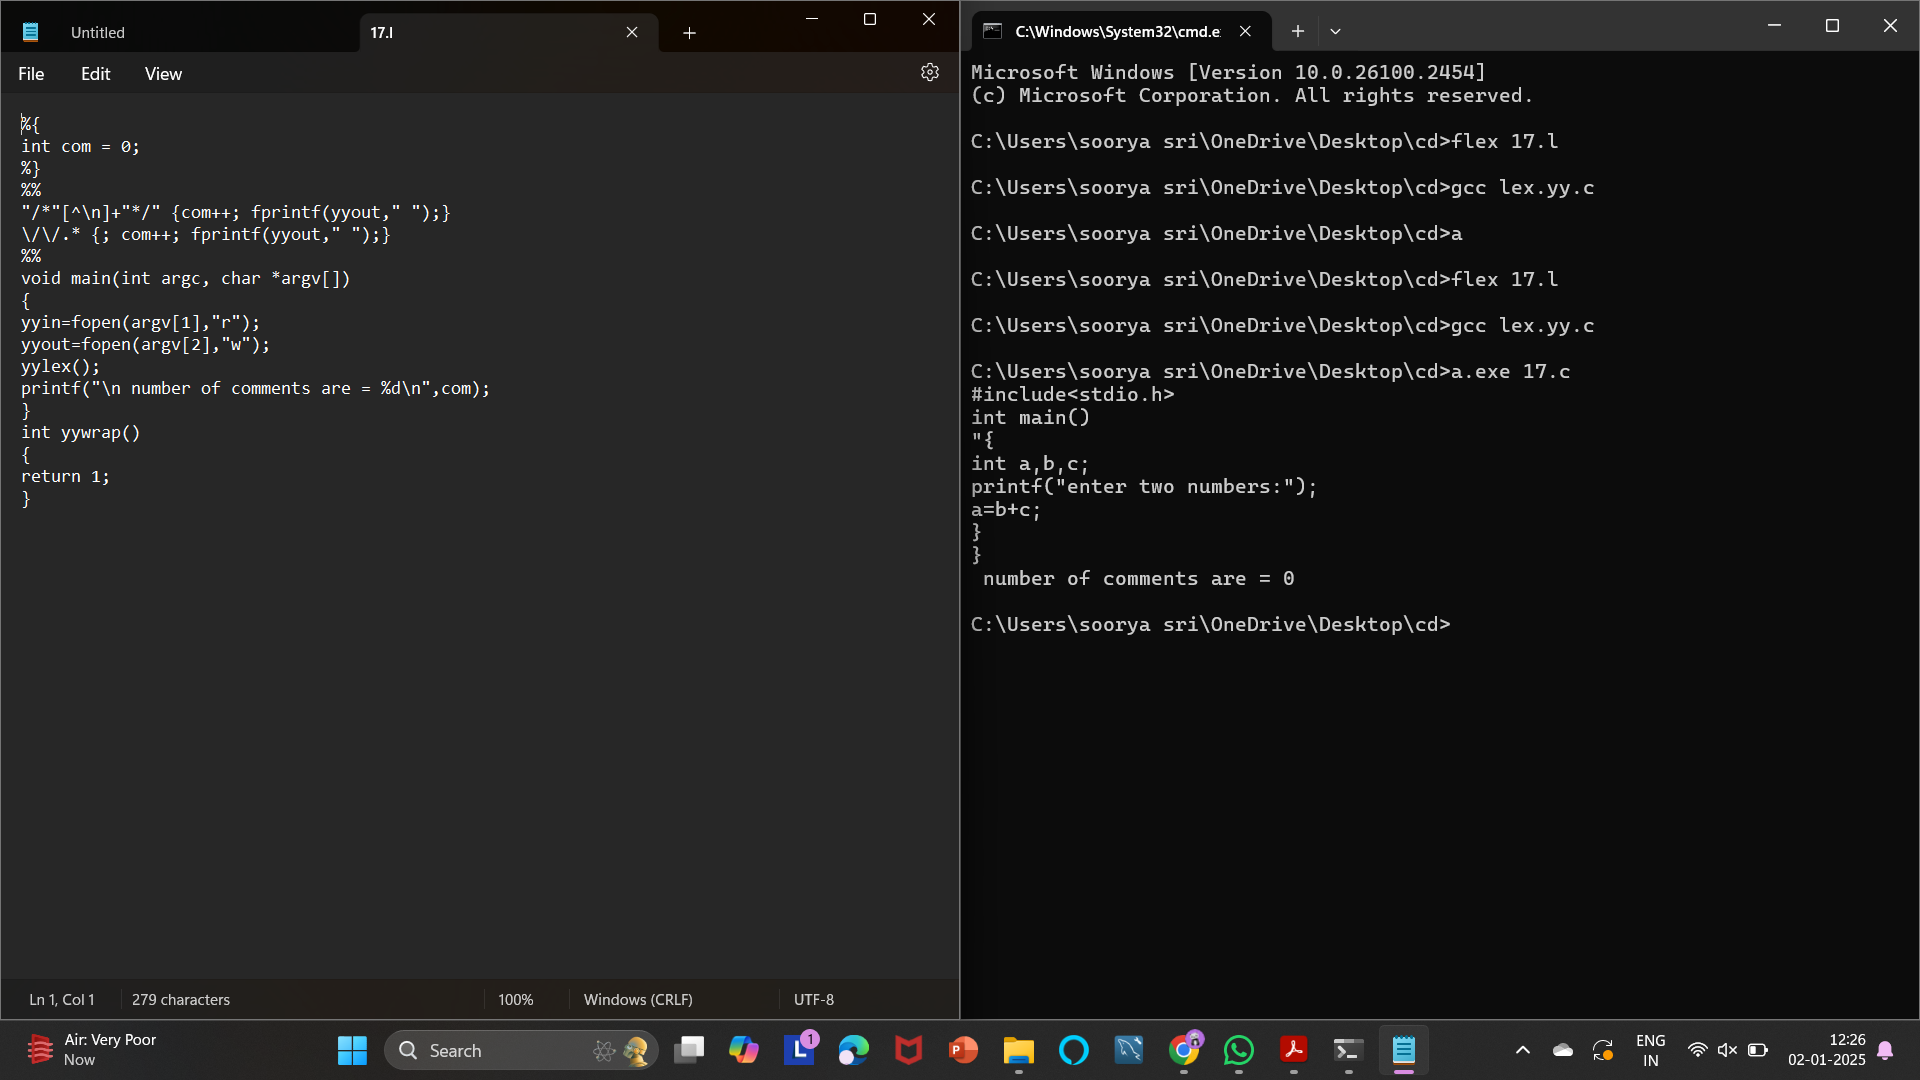 Untitled
17.l
File
Edit
View
%{
int com = 0;
%}
%%
"/*"[^\n]+"*/" {com++; fprintf(yyout," ");}
\/\/.* {; com++; fprintf(yyout," ");}
%%
void main(int argc, char *argv[])
{
yyin=fopen(argv[1],"r");
yyout=fopen(argv[2],"w");
yylex();
printf("\n number of comments are = %d\n",com);
}
int yywrap()
{
return 1;
}
Ln 1, Col 1
279 characters
100%
Windows (CRLF)
UTF-8
C:\Windows\System32\cmd.e
Microsoft Windows [Version 10.0.26100.2454]
(c) Microsoft Corporation. All rights reserved.
C:\Users\soorya sri\OneDrive\Desktop\cd>flex 17.l
C:\Users\soorya sri\OneDrive\Desktop\cd>gcc lex.yy.c
C:\Users\soorya sri\OneDrive\Desktop\cd>a
C:\Users\soorya sri\OneDrive\Desktop\cd>flex 17.l
C:\Users\soorya sri\OneDrive\Desktop\cd>gcc lex.yy.c
C:\Users\soorya sri\OneDrive\Desktop\cd>a.exe 17.c
#include<stdio.h>
int main()
"{
int a,b,c;
printf("enter two numbers:");
a=b+c;
}
}
 number of comments are = 0
C:\Users\soorya sri\OneDrive\Desktop\cd>
Air: Very Poor
Now
Search
L
1
P
ENG
IN
12:26
02-01-2025